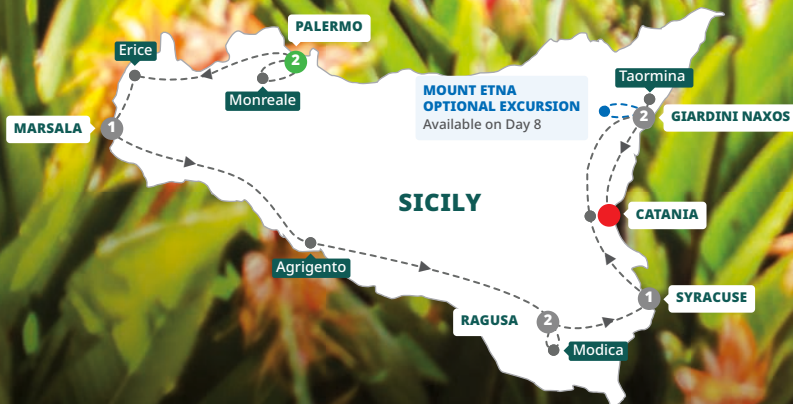 PALERMO
2
Erice
Monreale
MARSALA
1
MOUNT ETNA
OPTIONAL EXCURSION
Available on Day 8
Taormina
2
GIARDINI NAXOS
SICILY
CATANIA
Agrigento
SYRACUSE
1
RAGUSA
2
Modica